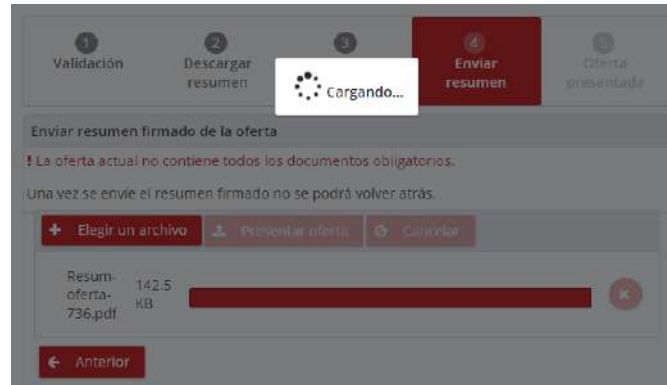 1
Validación
2
Descargar
resumen
3
4
Enviar
resumen
Oferta
presentada
Cargando...
Enviar resumen firmado de la oferta
! La oferta actual no contiene todos los documentos obligatorios.
Una vez se envíe el resumen firmado no se podrá volver atrás.
Elegir un archivo
Presentar oferta
Cancelar
Resum-
oferta-
736.pdf
142.5
KB
Anterior